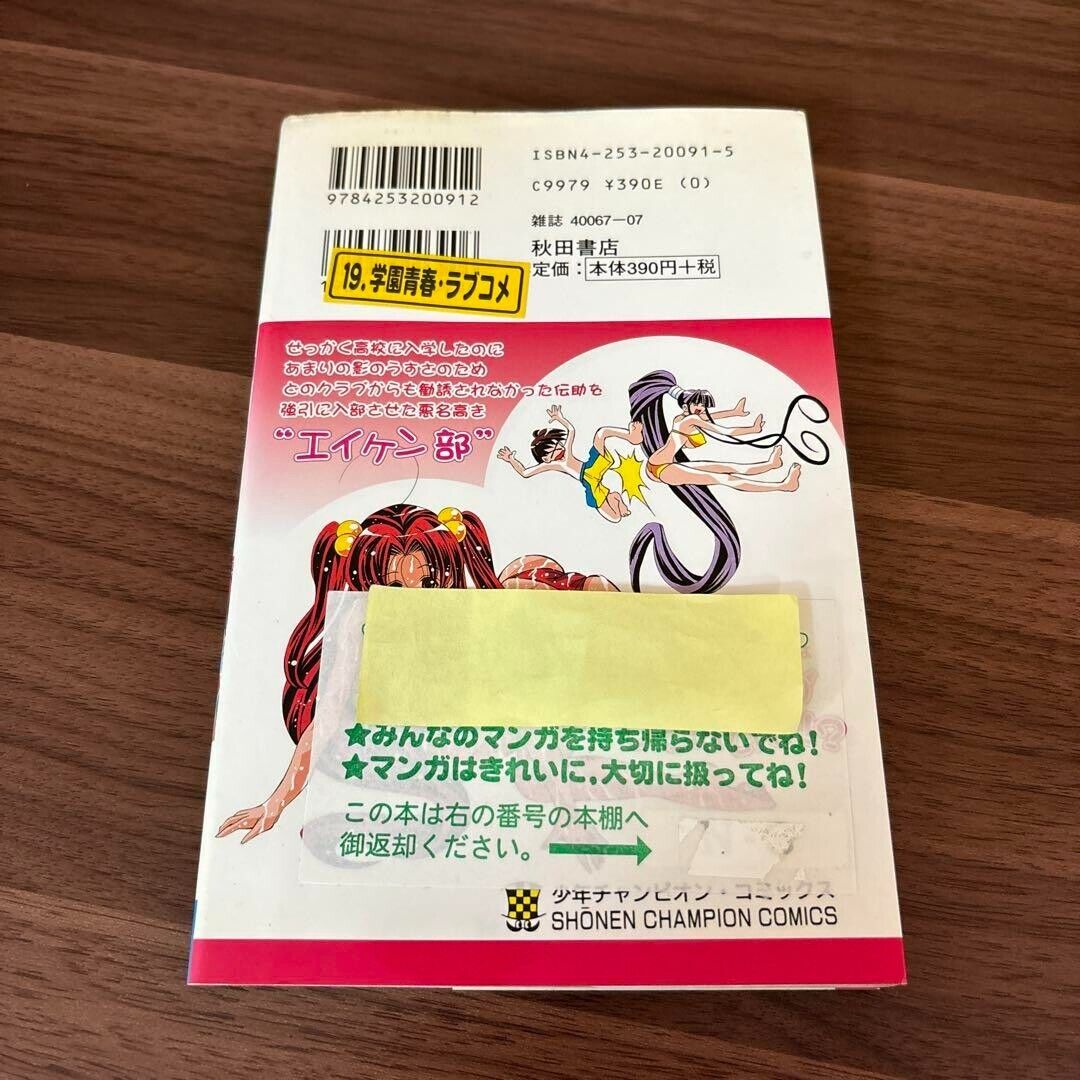 ISBN4-253-20091-5
C9979 ¥390E (0)
9784253200912
雑誌 40067-07
秋田書店
定価：本体390円+税
19.学園青春・ラブコメ
せっかく高校に入学したのに
あまりの影のうすさのため
どのクラブからも勧誘されなかった伝助を
強引に入部させた悪名高き
“エイケン部”
★みんなのマンガを持ち帰らないでね！
★マンガはきれいに，大切に扱ってね！
この本は右の番号の本棚へ
御返却ください。
少年チャンピオン・コミックス
SHŌNEN CHAMPION COMICS